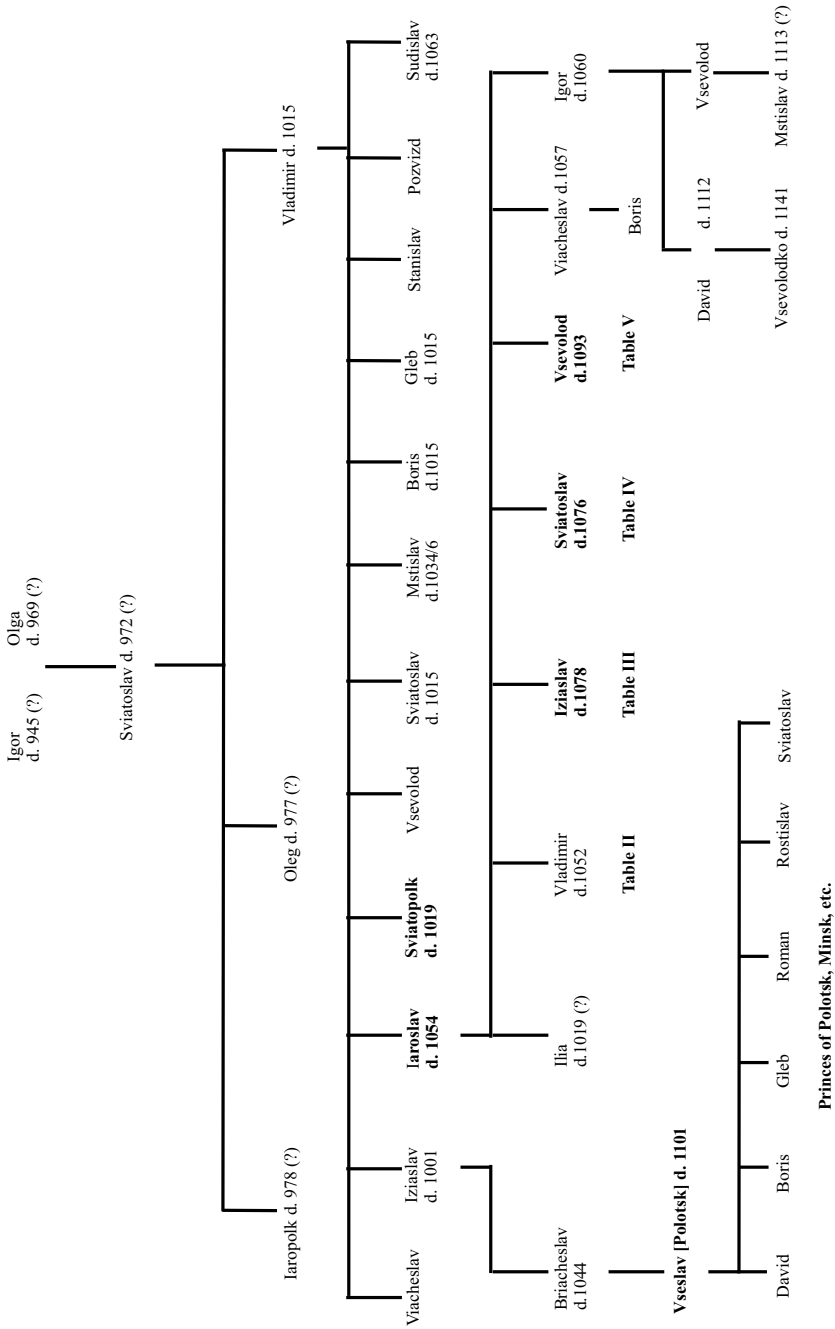 Igor
d. 945 (?)
Olga
d. 969 (?)
Sviatoslav d. 972 (?)
Iaropolk d. 978 (?)
Oleg d. 977 (?)
Vladimir d. 1015
Viacheslav
Iziaslav
d. 1001
Iaroslav
d. 1054
Sviatopolk
d. 1019
Vsevolod
Sviatoslav
d. 1015
Mstislav
d.1034/6
Boris
d.1015
Gleb
d. 1015
Stanislav
Pozvizd
Sudislav
d.1063
Briacheslav
d.1044
Ilia
d.1019 (?)
Vladimir
d.1052
Iziaslav
d.1078
Sviatoslav
d.1076
Vsevolod
d.1093
Viacheslav d.1057
Igor
d.1060
Table II
Table III
Table IV
Table V
Boris
Vseslav [Polotsk] d. 1101
David
d. 1112
Vsevolod
David
Boris
Gleb
Roman
Rostislav
Sviatoslav
Vsevolodko d. 1141
Mstislav d. 1113 (?)
Princes of Polotsk, Minsk, etc.